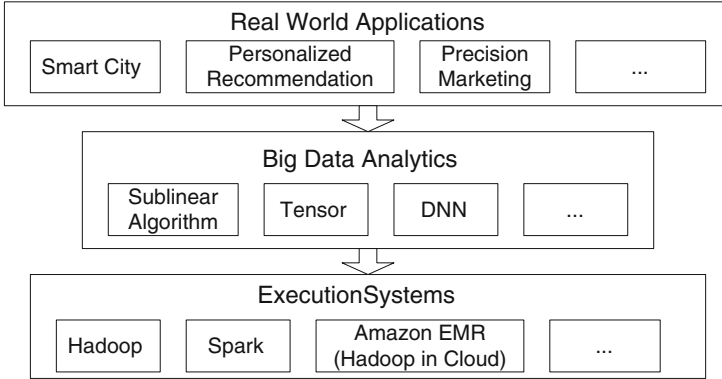 Real World Applications
Smart City
Personalized
Recommendation
Precision
Marketing
...
Big Data Analytics
Sublinear
Algorithm
Tensor
DNN
...
ExecutionSystems
Hadoop
Spark
Amazon EMR
(Hadoop in Cloud)
...